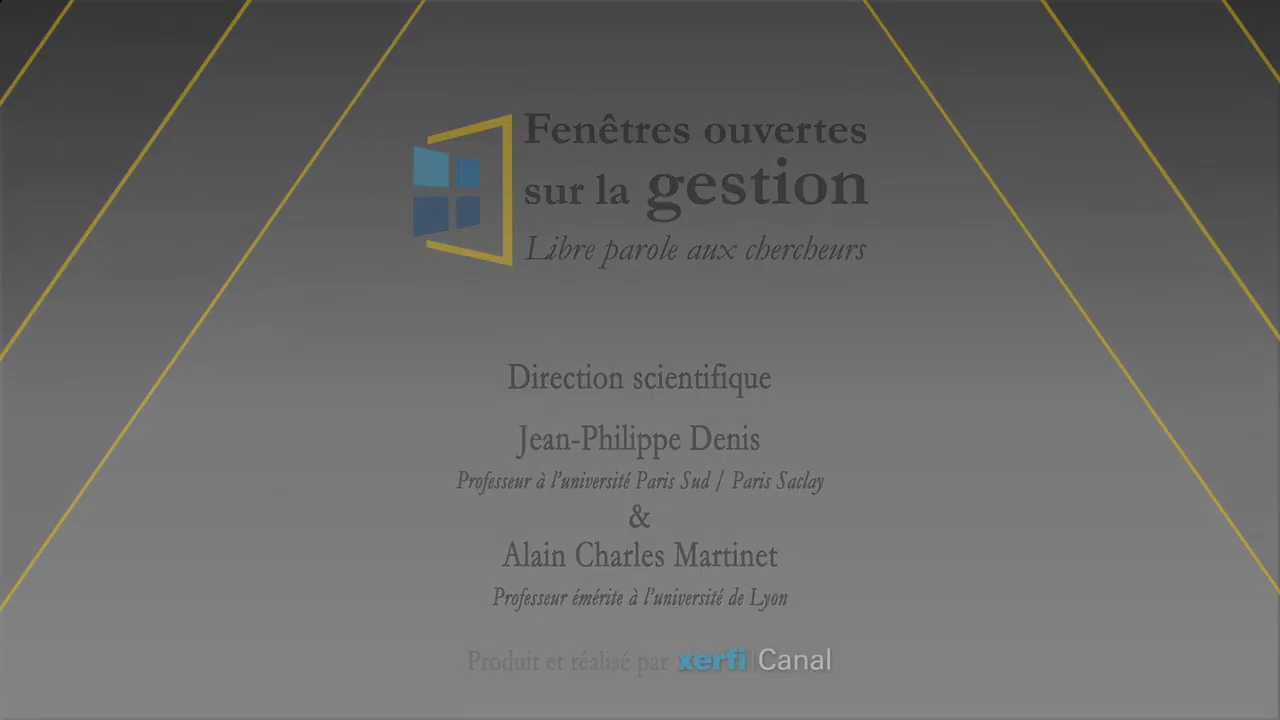 Fenêtres ouvertes
sur la gestion
Libre parole aux chercheurs
Direction scientifique
Jean-Philippe Denis
Professeur à l'université Paris Sud / Paris Saclay
&
Alain Charles Martinet
Professeur émérite à l'université de Lyon
Produit et réalisé par xerfi Canal